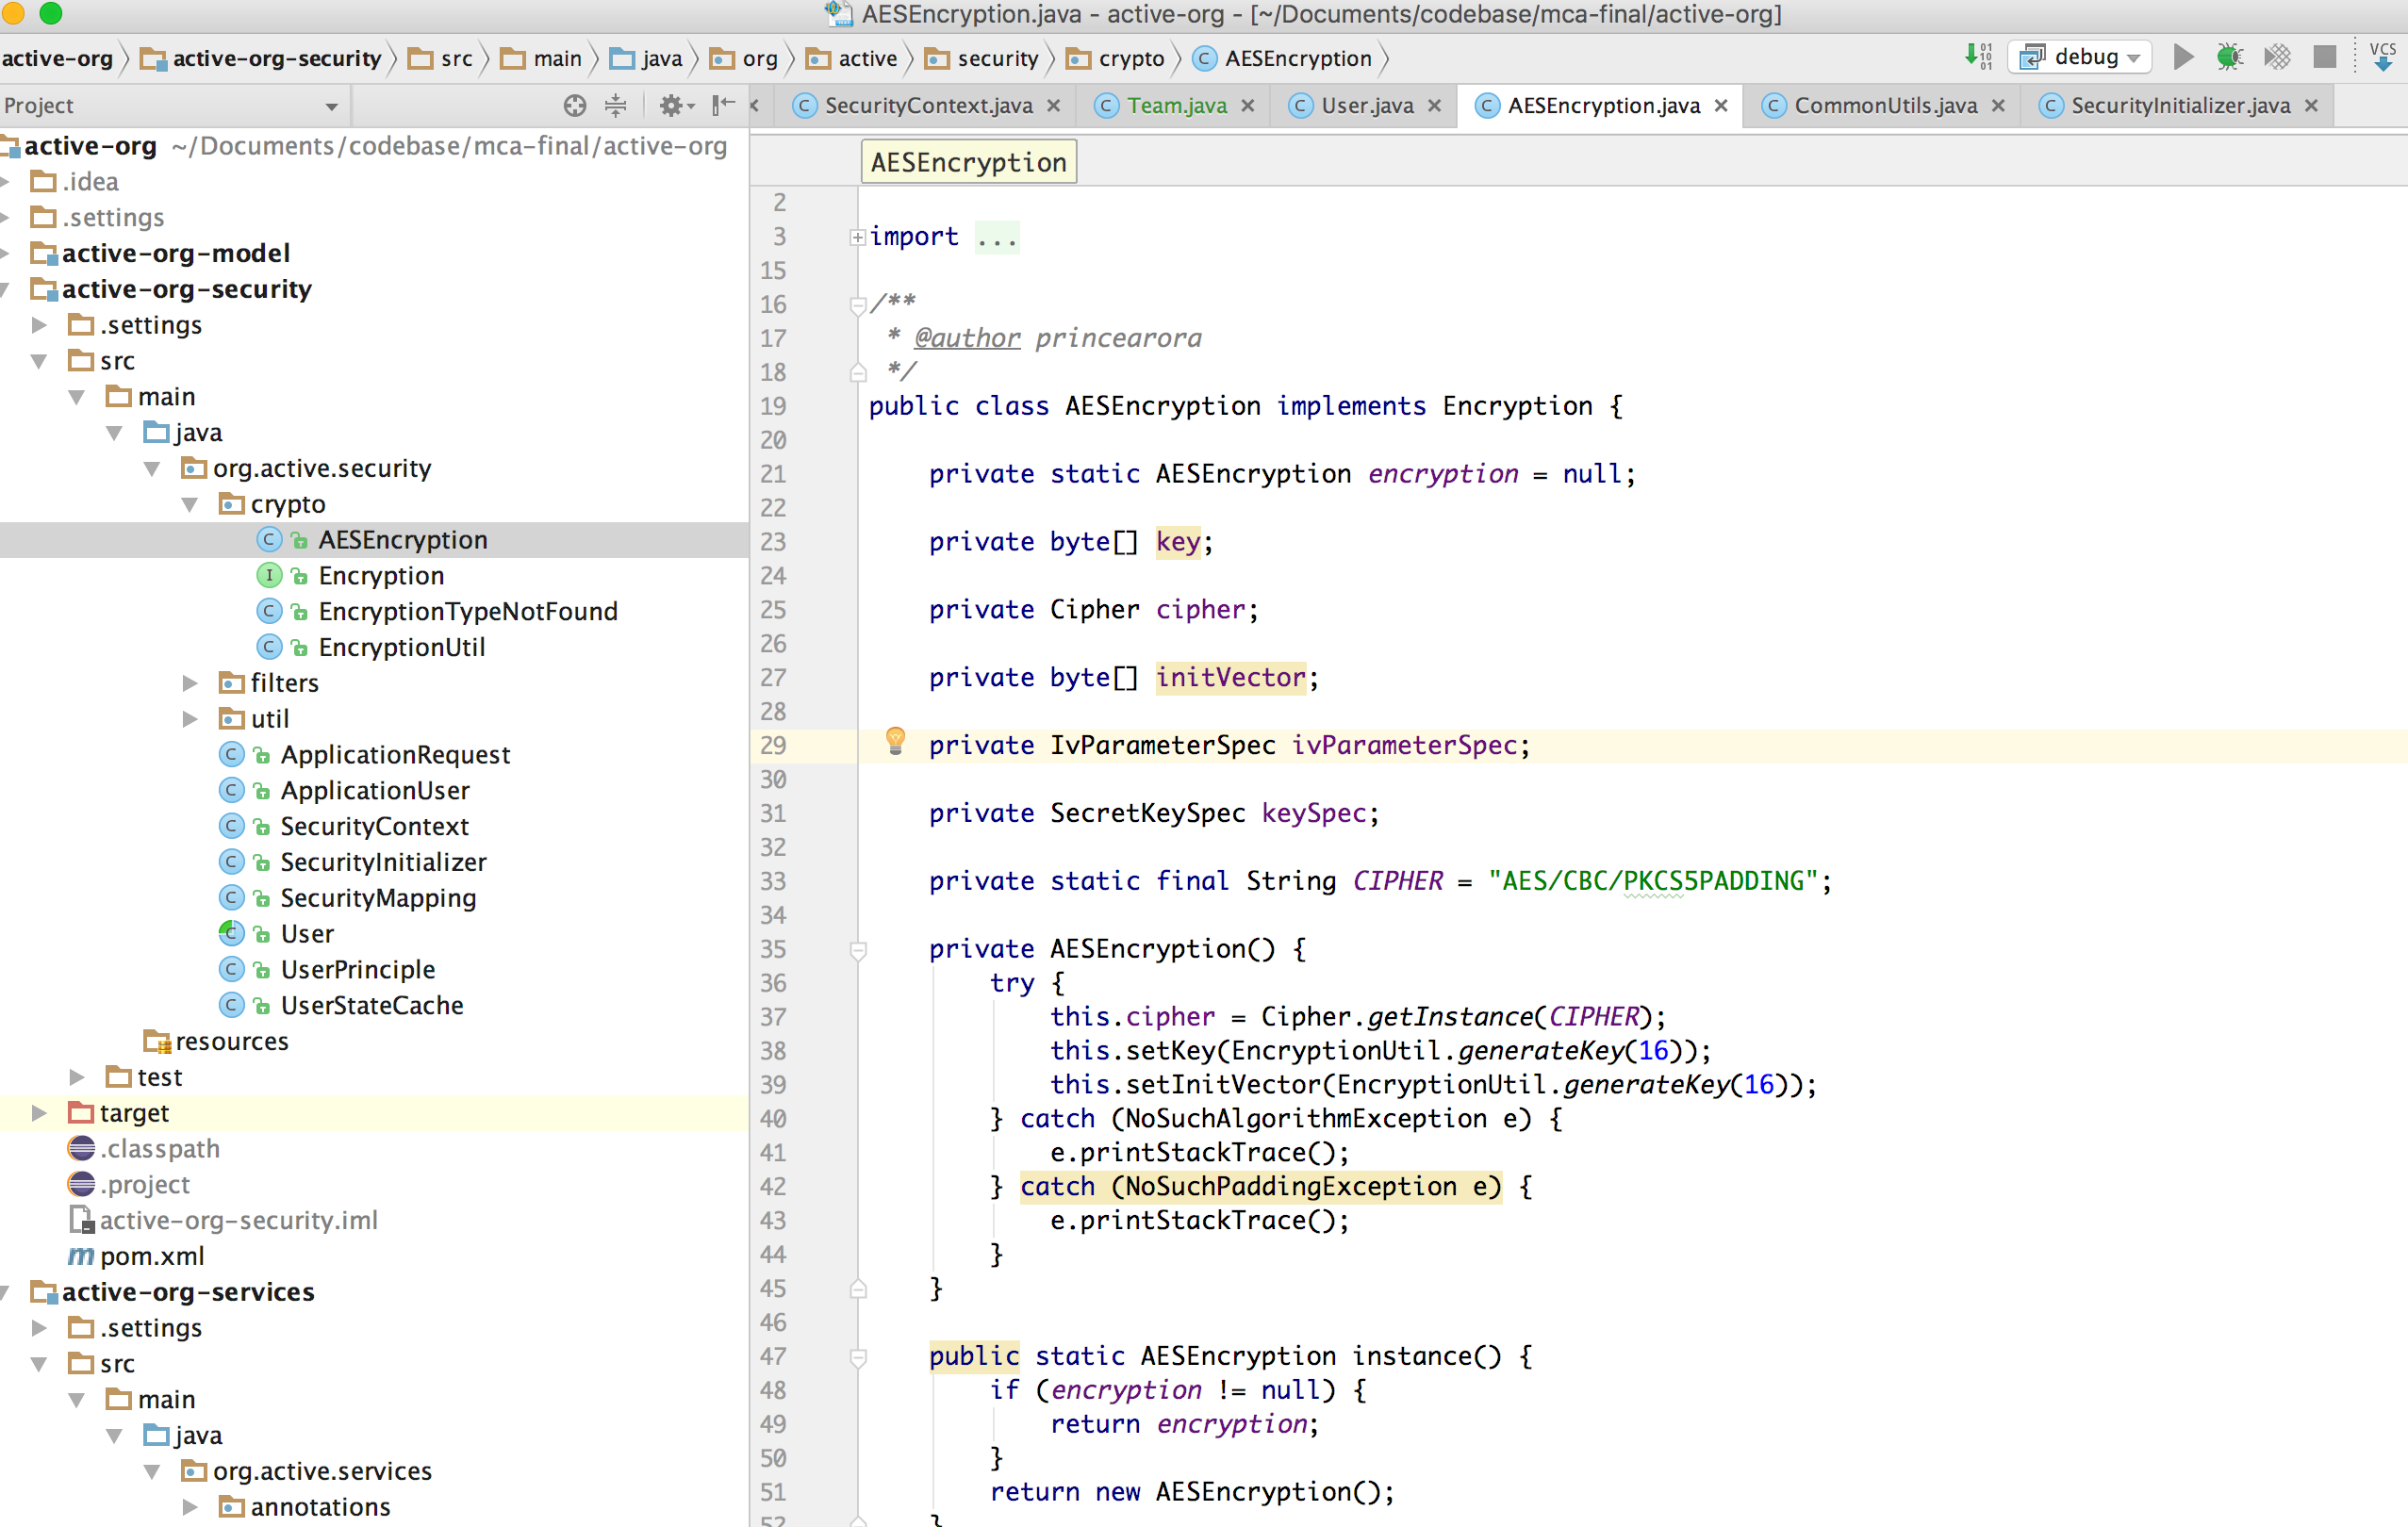 AESEncryption.java - active-org - [~/Documents/codebase/mca-final/active-org]
active-org active-org-security src main java org active security crypto C AESEncryption debug VCS
Project
C SecurityContext.java C Team.java C User.java C AESEncryption.java C CommonUtils.java C SecurityInitializer.java
active-org ~/Documents/codebase/mca-final/active-org
.idea
.settings
active-org-model
active-org-security
.settings
src
main
java
org.active.security
crypto
C AESEncryption
I Encryption
C EncryptionTypeNotFound
C EncryptionUtil
filters
util
C ApplicationRequest
C ApplicationUser
C SecurityContext
C SecurityInitializer
C SecurityMapping
C User
C UserPrinciple
C UserStateCache
resources
test
target
.classpath
.project
active-org-security.iml
m pom.xml
active-org-services
.settings
src
main
java
org.active.services
annotations
AESEncryption
2
3 import ...
15
16 /**
17 * @author princearora
18 */
19 public class AESEncryption implements Encryption {
20
21 private static AESEncryption encryption = null;
22
23 private byte[] key;
24
25 private Cipher cipher;
26
27 private byte[] initVector;
28
29 private IvParameterSpec ivParameterSpec;
30
31 private SecretKeySpec keySpec;
32
33 private static final String CIPHER = "AES/CBC/PKCS5PADDING";
34
35 private AESEncryption() {
36 try {
37 this.cipher = Cipher.getInstance(CIPHER);
38 this.setKey(EncryptionUtil.generateKey(16));
39 this.setInitVector(EncryptionUtil.generateKey(16));
40 } catch (NoSuchAlgorithmException e) {
41 e.printStackTrace();
42 } catch (NoSuchPaddingException e) {
43 e.printStackTrace();
44 }
45 }
46
47 public static AESEncryption instance() {
48 if (encryption != null) {
49 return encryption;
50 }
51 return new AESEncryption();
52 }